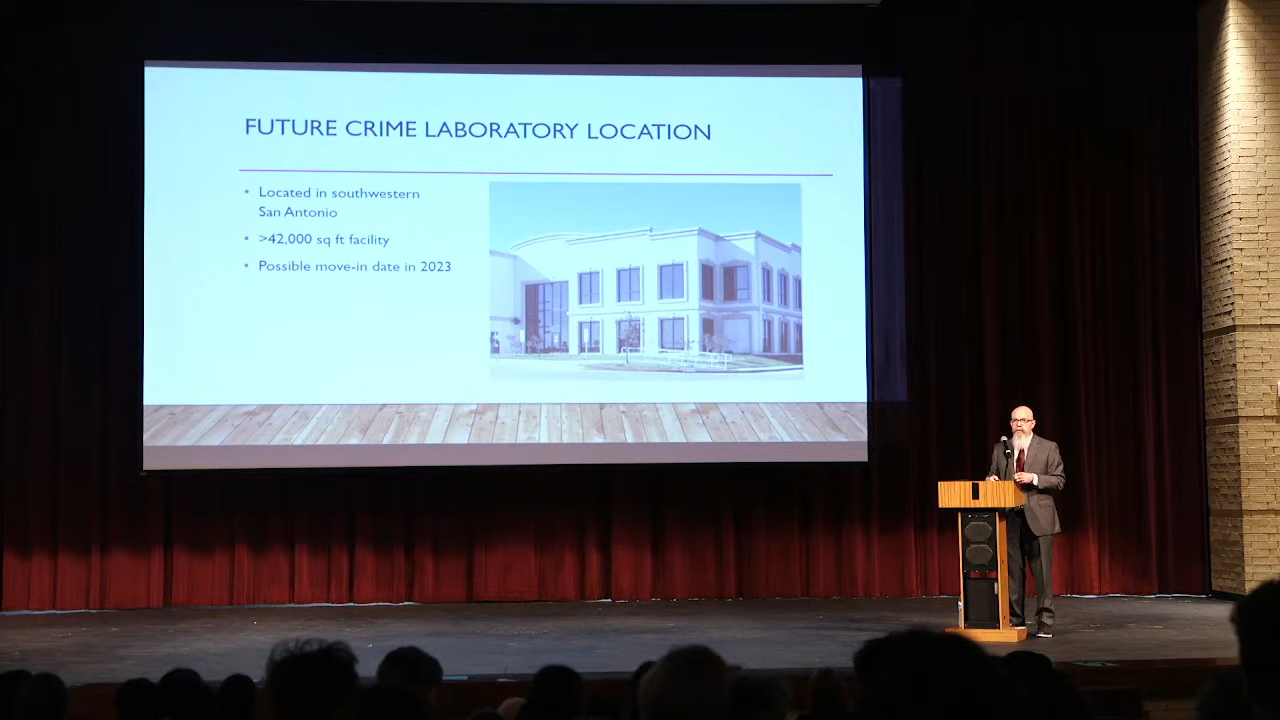 FUTURE CRIME LABORATORY LOCATION
• Located in southwestern
San Antonio
• >42,000 sq ft facility
• Possible move-in date in 2023